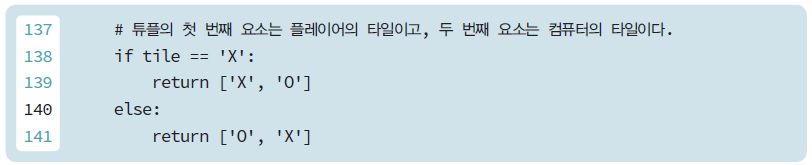 137        # 튜플의 첫 번째 요소는 플레이어의 타일이고, 두 번째 요소는 컴퓨터의 타일이다.
138        if tile == 'X':
139            return ['X', 'O']
140        else:
141            return ['O', 'X']